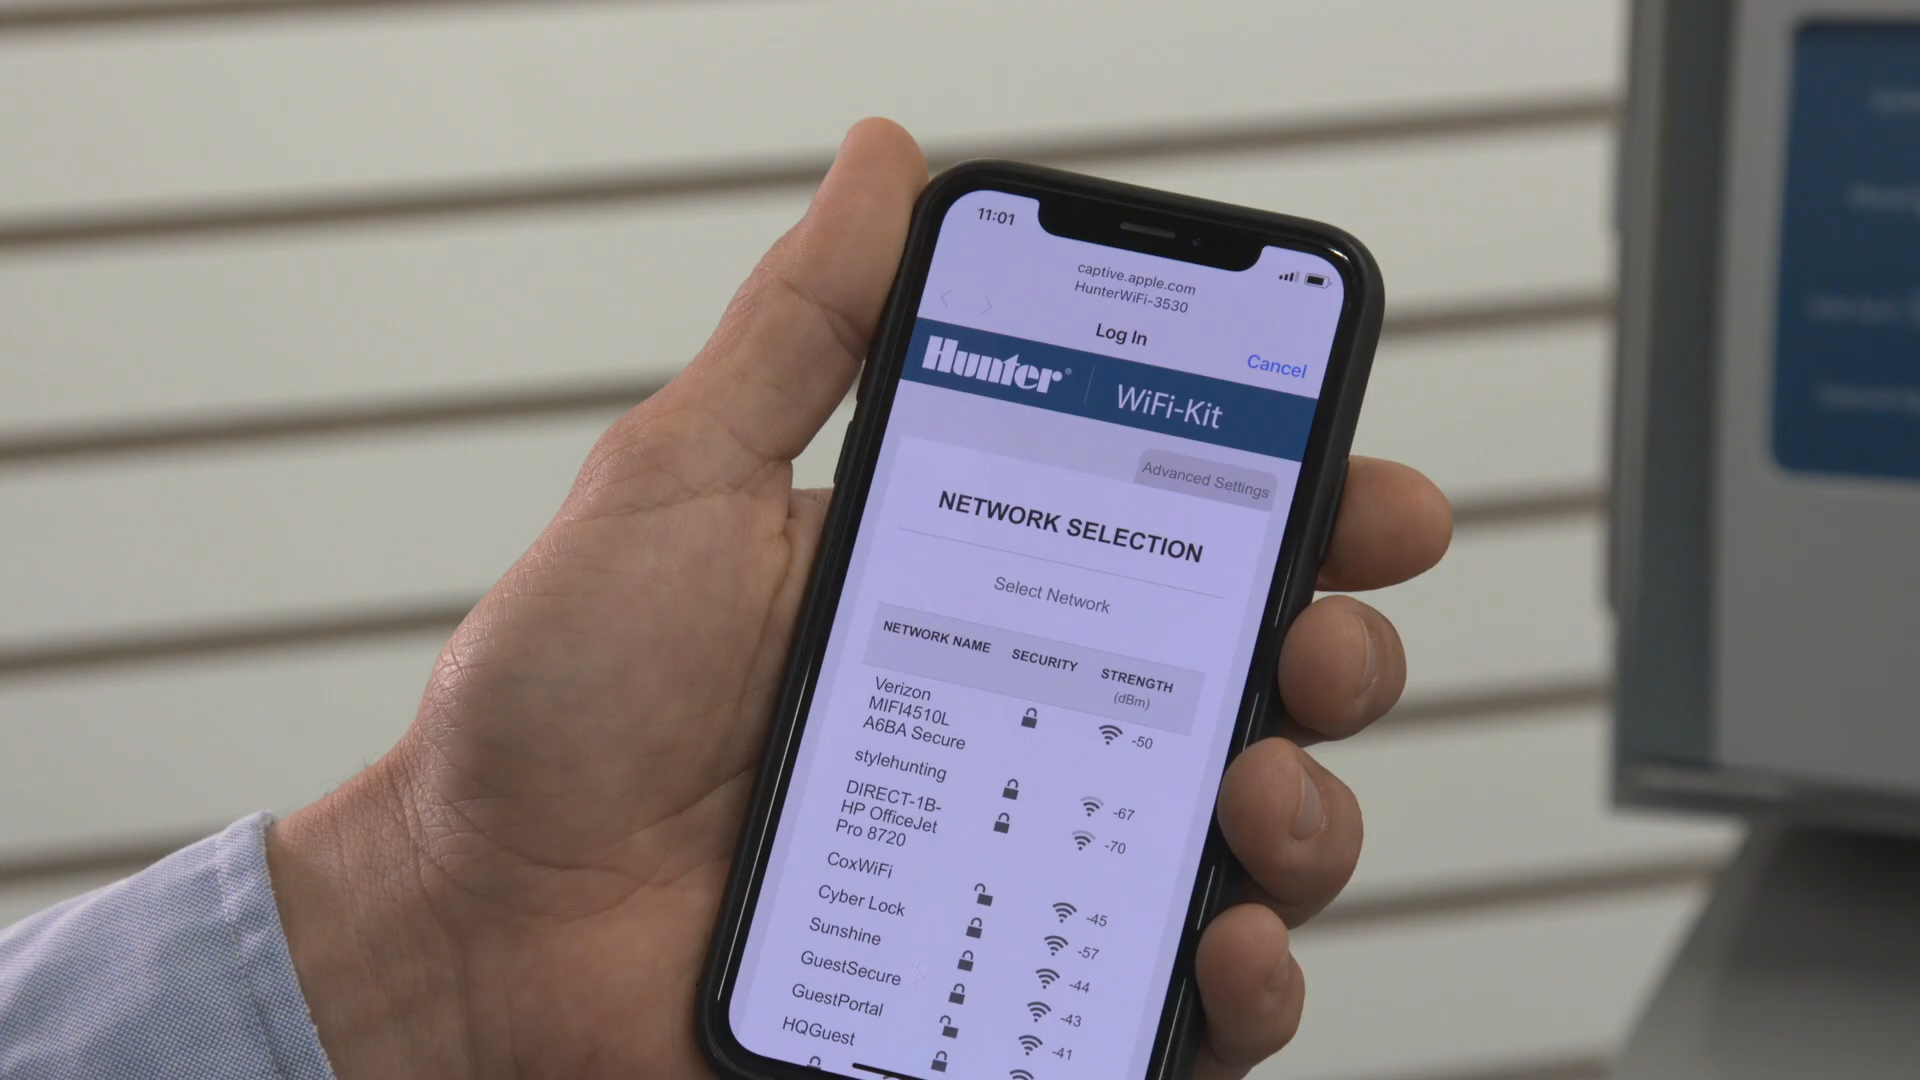 11:01
captive.apple.com
HunterWiFi-3530
Log In
Cancel
Hunter® WiFi-Kit
Advanced Settings
NETWORK SELECTION
Select Network
NETWORK NAME SECURITY STRENGTH
(dBm)
Verizon
MIFI4510L
A6BA Secure
-50
stylehunting
-67
DIRECT-1B-
HP OfficeJet
Pro 8720
-70
CoxWiFi
-45
Cyber Lock
-57
Sunshine
-44
GuestSecure
-43
GuestPortal
-41
HQGuest